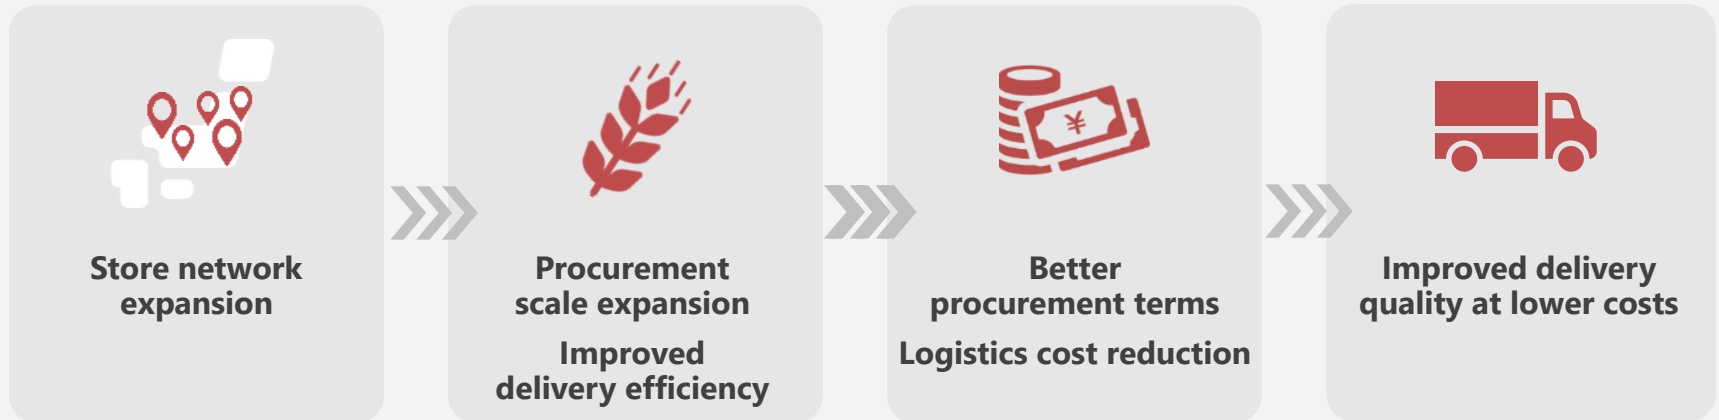 ¥
Store network
expansion
Procurement
scale expansion
Improved
delivery efficiency
Better
procurement terms
Logistics cost reduction
Improved delivery
quality at lower costs